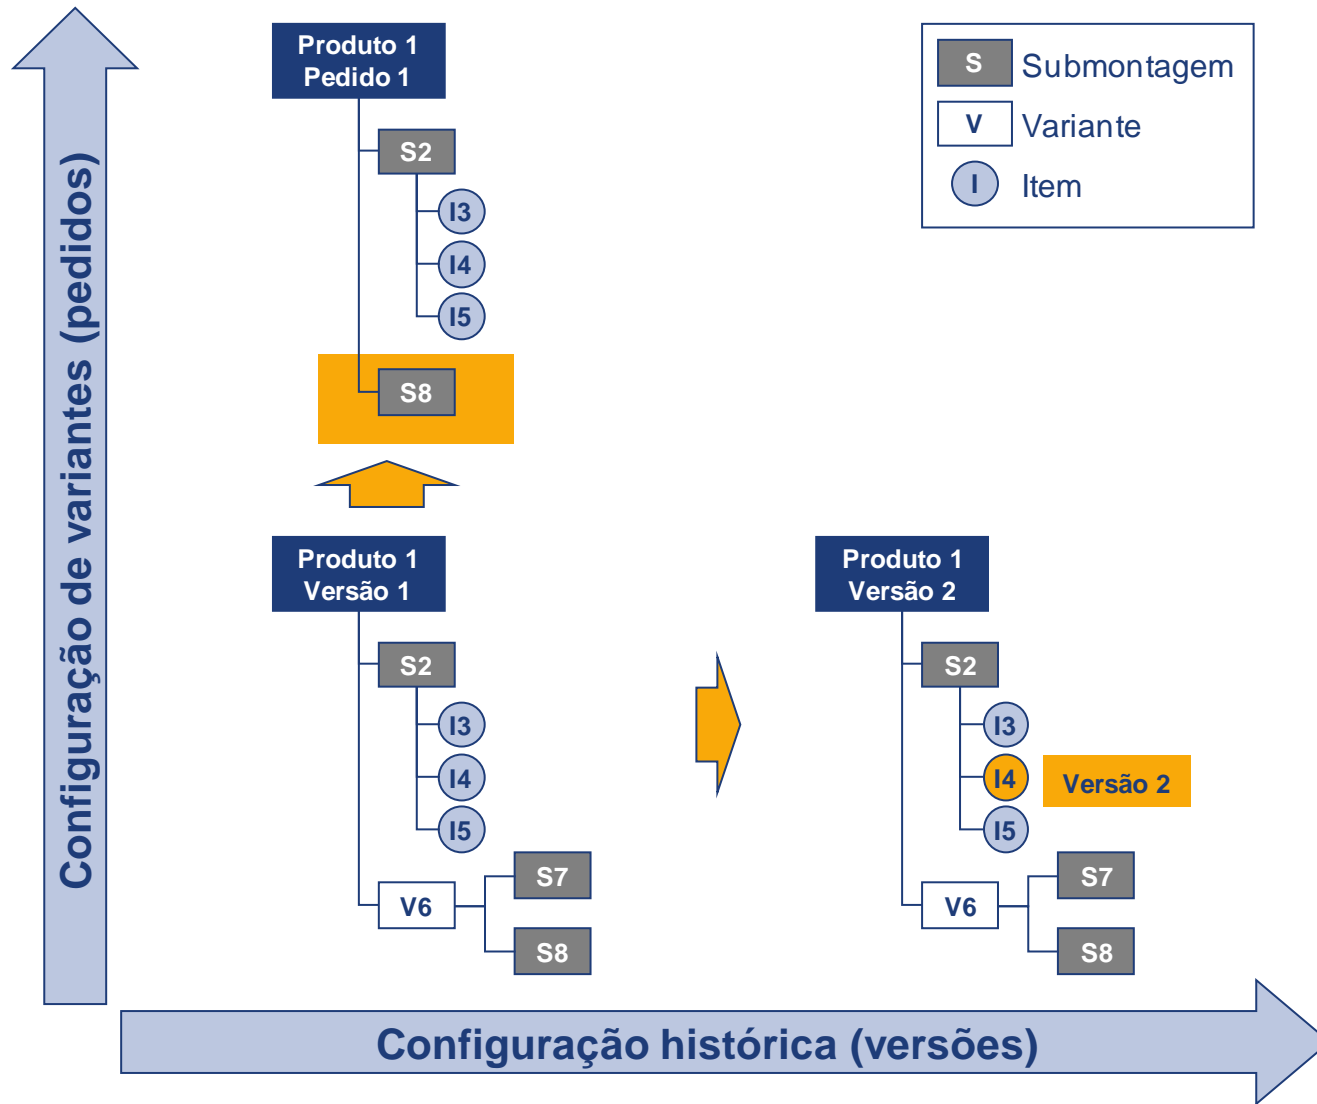 Produto 1
Pedido 1
S2
I3
I4
I5
S8
S Submontagem
V Variante
I Item
Configuração de variantes (pedidos)
Produto 1
Versão 1
S2
I3
I4
I5
V6
S7
S8
Produto 1
Versão 2
S2
I3
I4
Versão 2
I5
V6
S7
S8
Configuração histórica (versões)